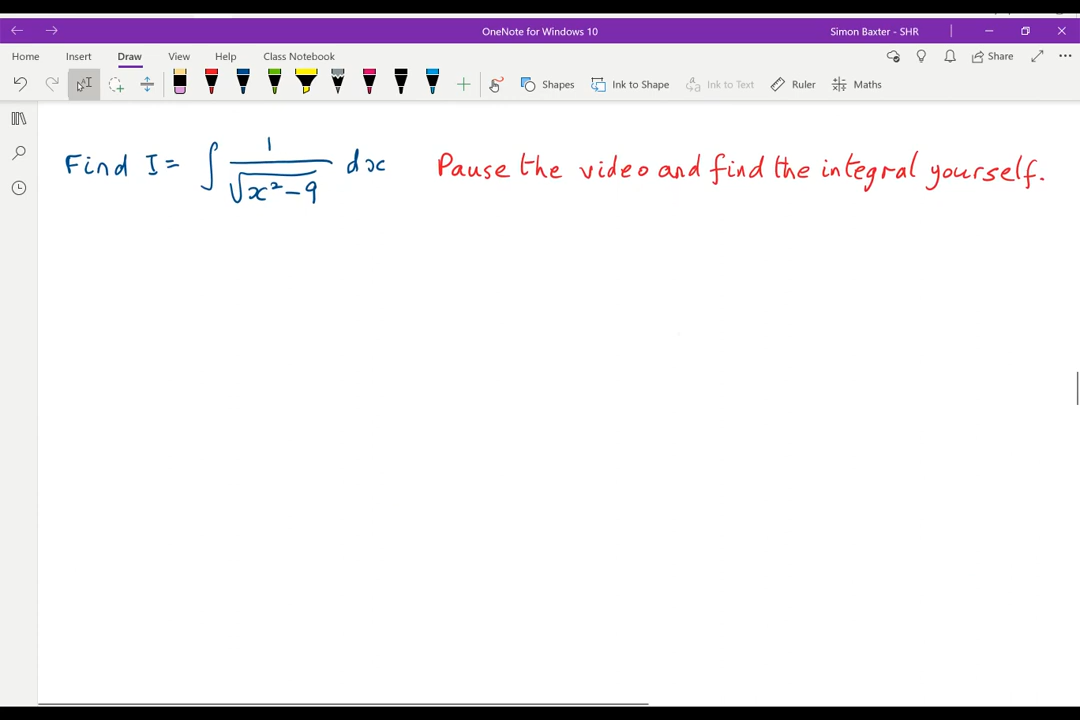 OneNote for Windows 10
Simon Baxter - SHR
Home Insert Draw View Help Class Notebook
Share
Shapes Ink to Shape Ink to Text Ruler Maths
Find I = ∫ 1/√(x² - 9) dx Pause the video and find the integral yourself.